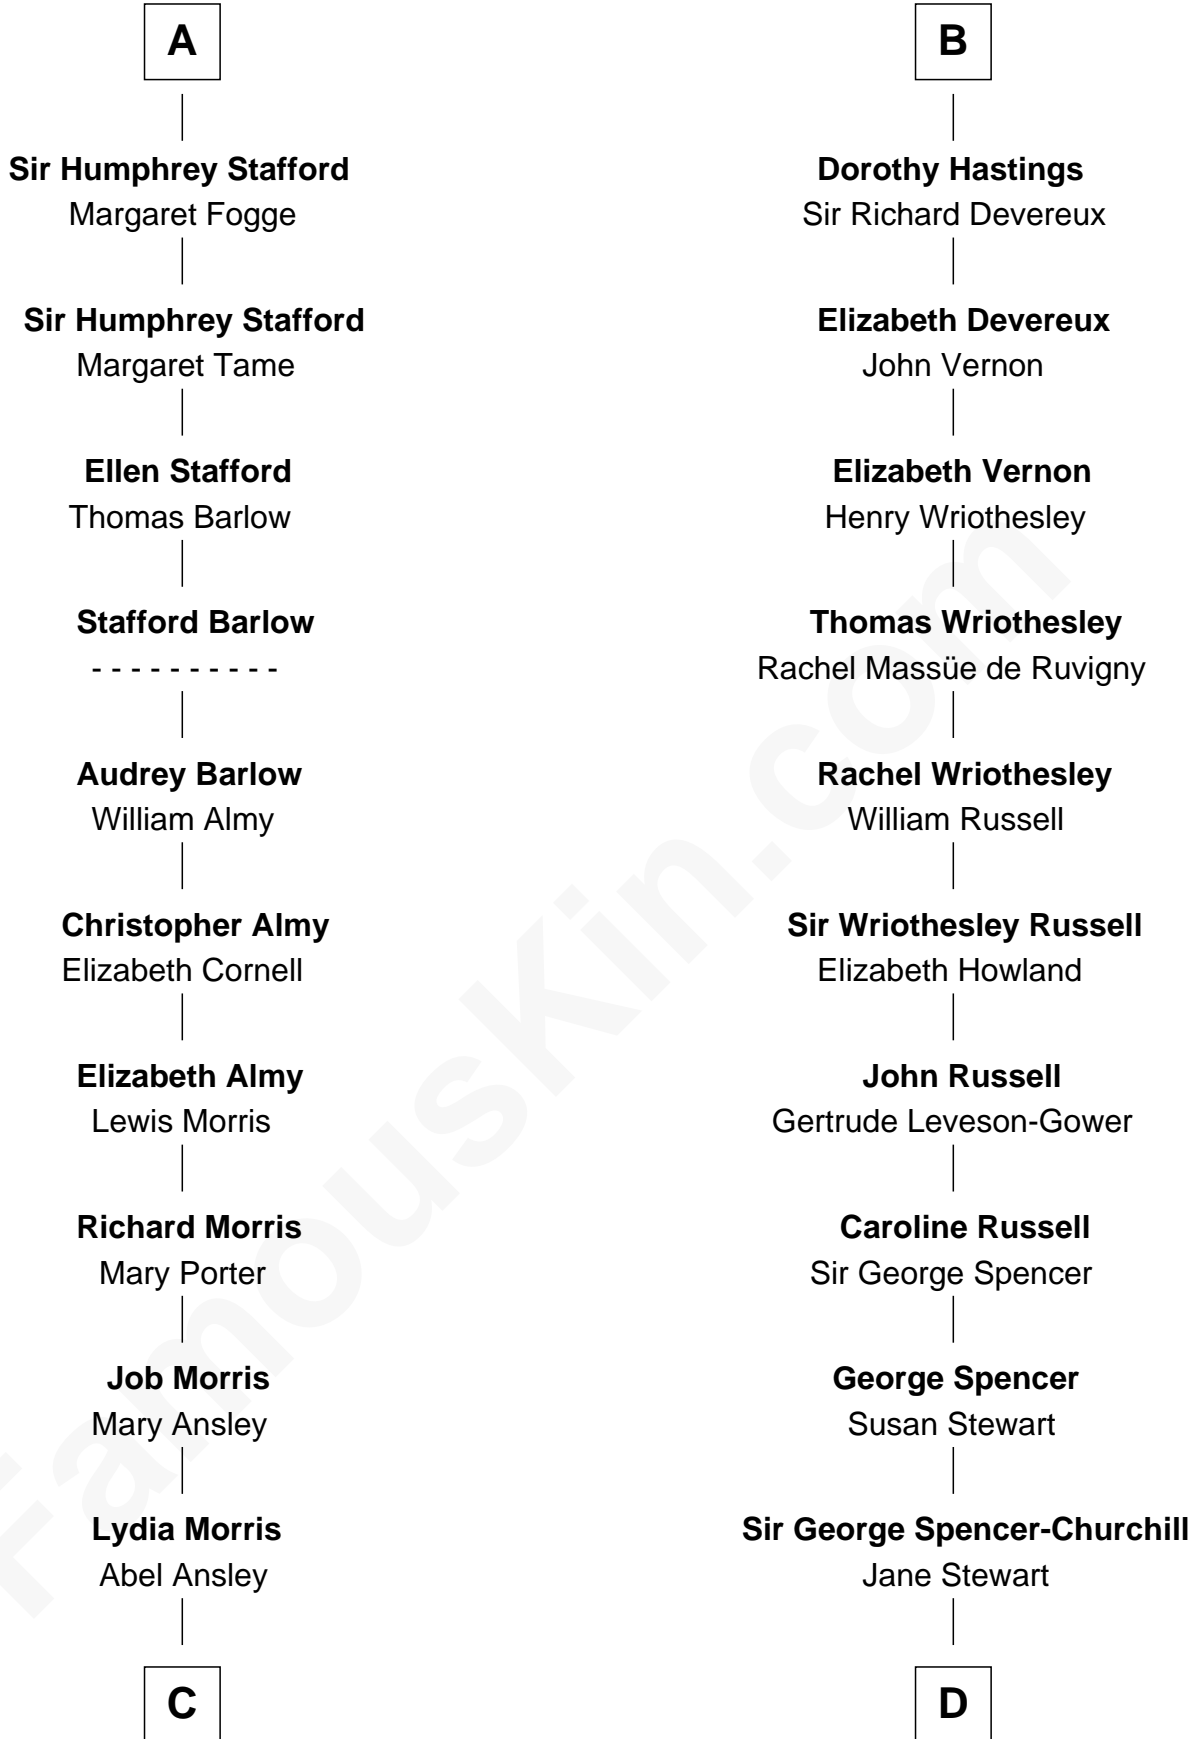 A
Sir Humphrey Stafford
Margaret Fogge
Sir Humphrey Stafford
Margaret Tame
Ellen Stafford
Thomas Barlow
Stafford Barlow
- - - - - - - - - -
Audrey Barlow
William Almy
Christopher Almy
Elizabeth Cornell
Elizabeth Almy
Lewis Morris
Richard Morris
Mary Porter
Job Morris
Mary Ansley
Lydia Morris
Abel Ansley
C
B
Dorothy Hastings
Sir Richard Devereux
Elizabeth Devereux
John Vernon
Elizabeth Vernon
Henry Wriothesley
Thomas Wriothesley
Rachel Massüe de Ruvigny
Rachel Wriothesley
William Russell
Sir Wriothesley Russell
Elizabeth Howland
John Russell
Gertrude Leveson-Gower
Caroline Russell
Sir George Spencer
George Spencer
Susan Stewart
Sir George Spencer-Churchill
Jane Stewart
D
FamousKin.com